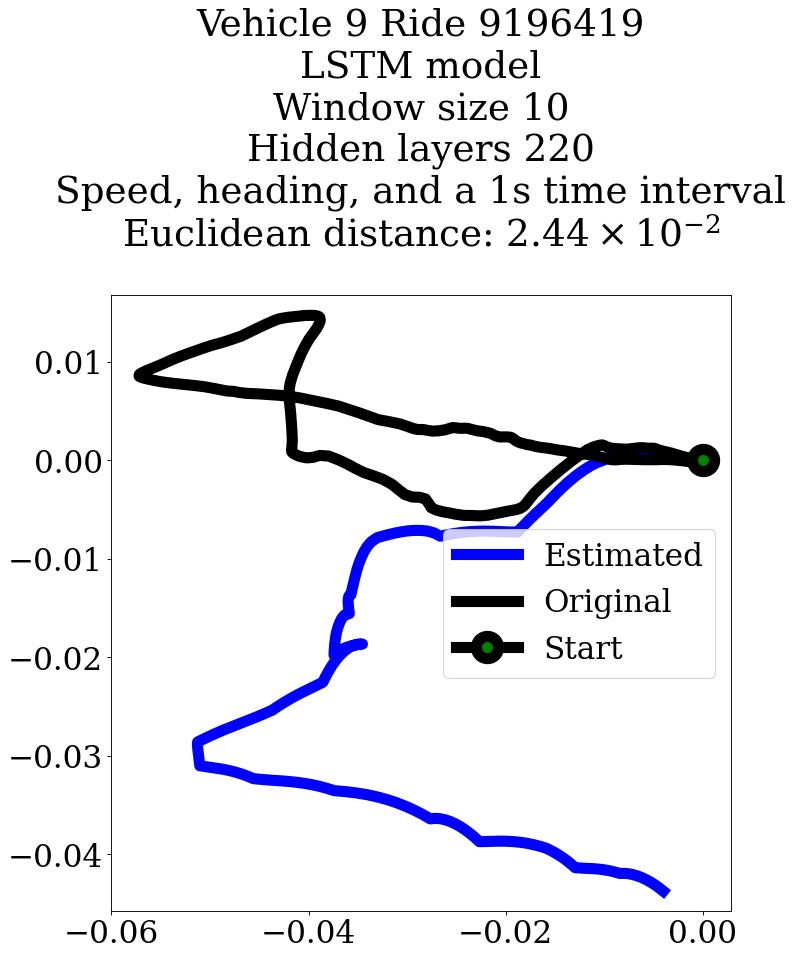 Vehicle 9 Ride 9196419
LSTM model
Window size 10
Hidden layers 220
Speed, heading, and a 1s time interval
Euclidean distance: 2.44 × 10⁻²
0.01
0.00
−0.01
−0.02
−0.03
−0.04
Estimated
Original
Start
−0.06 −0.04 −0.02 0.00